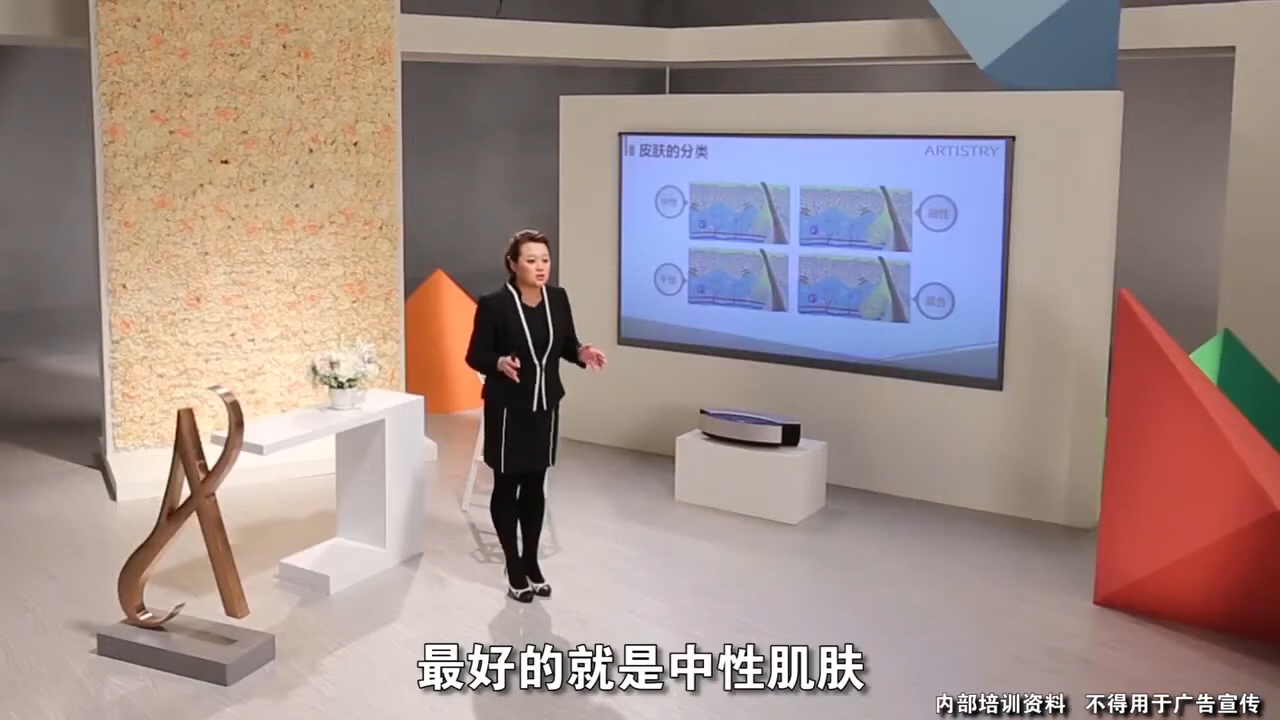 皮肤的分类
ARTISTRY
中性
油性
干性
混合
最好的就是中性肌肤
内部培训资料 不得用于广告宣传